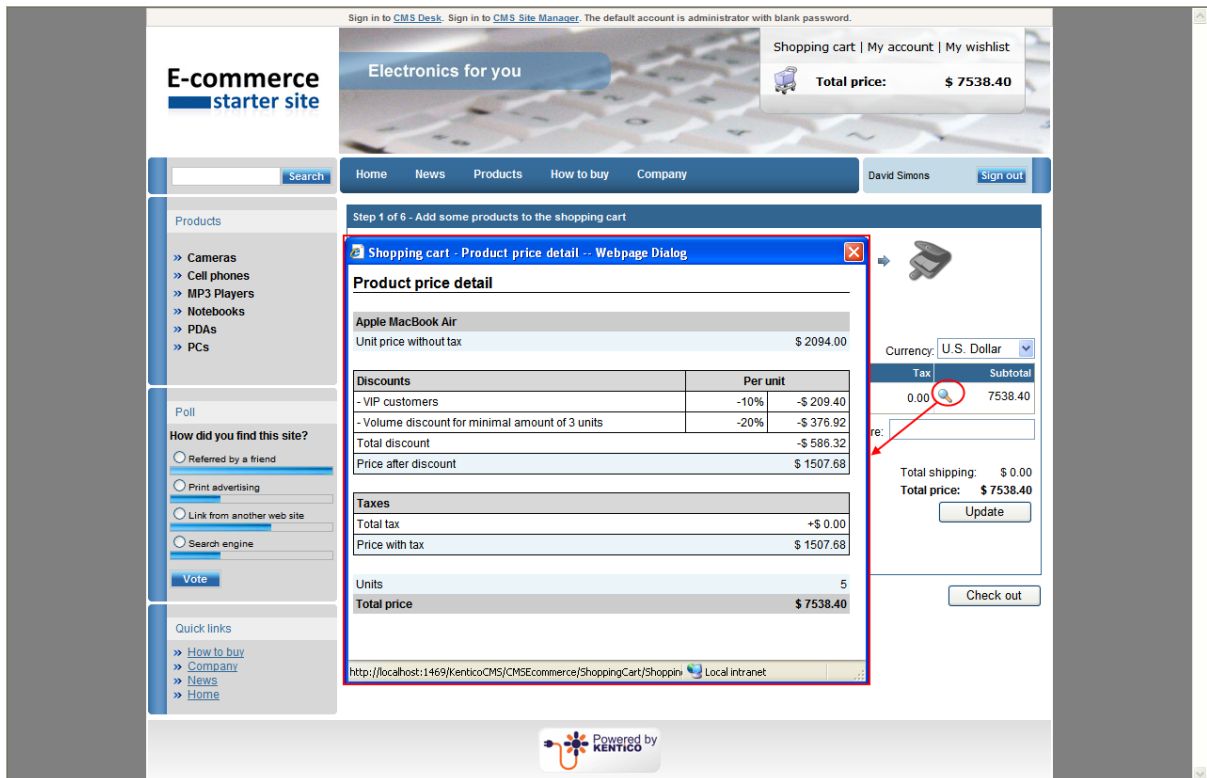 Sign in to CMS Desk. Sign in to CMS Site Manager. The default account is administrator with blank password.
E-commerce
starter site
Electronics for you
Shopping cart | My account | My wishlist
Total price: $ 7538.40
Search
Home News Products How to buy Company
David Simons Sign out
Products
» Cameras
» Cell phones
» MP3 Players
» Notebooks
» PDAs
» PCs
Poll
How did you find this site?
Referred by a friend
Print advertising
Link from another web site
Search engine
Vote
Quick links
» How to buy
» Company
» News
» Home
Step 1 of 6 - Add some products to the shopping cart
Shopping cart - Product price detail -- Webpage Dialog
Product price detail
Apple MacBook Air
Unit price without tax $ 2094.00
Discounts Per unit
- VIP customers -10% -$ 209.40
- Volume discount for minimal amount of 3 units -20% -$ 376.92
Total discount -$ 586.32
Price after discount $ 1507.68
Taxes
Total tax +$ 0.00
Price with tax $ 1507.68
Units 5
Total price $ 7538.40
http://localhost:1469/KenticoCMS/CMSEcommerce/ShoppingCart/Shoppin Local intranet
Currency: U.S. Dollar
Tax Subtotal
0.00 7538.40
re:
Total shipping: $ 0.00
Total price: $ 7538.40
Update
Check out
Powered by
KENTICO